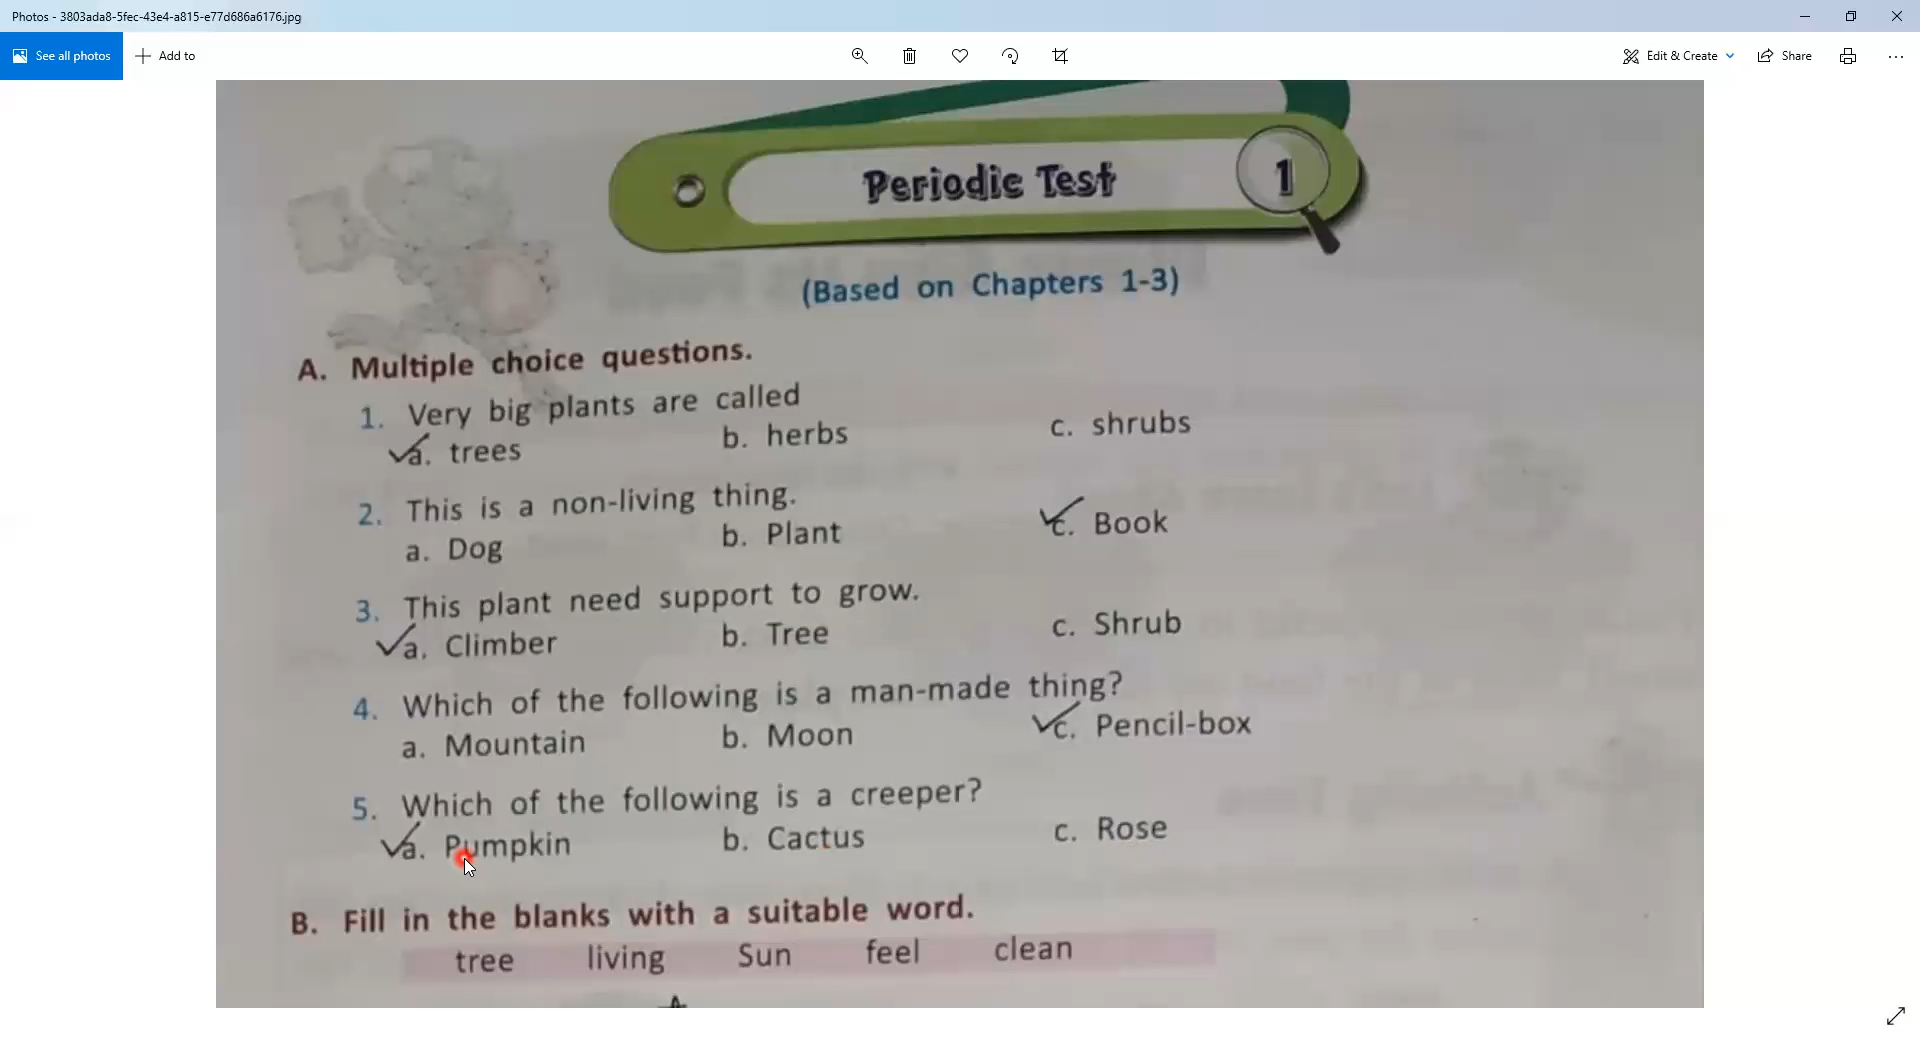 Photos - 3803ada8-5fec-43e4-a815-e77d686a6176.jpg
See all photos Add to Edit & Create Share
Periodic Test 1
(Based on Chapters 1-3)
A. Multiple choice questions.
1. Very big plants are called
a. trees b. herbs c. shrubs
2. This is a non-living thing.
a. Dog b. Plant c. Book
3. This plant need support to grow.
a. Climber b. Tree c. Shrub
4. Which of the following is a man-made thing?
a. Mountain b. Moon c. Pencil-box
5. Which of the following is a creeper?
a. Pumpkin b. Cactus c. Rose
B. Fill in the blanks with a suitable word.
tree living Sun feel clean